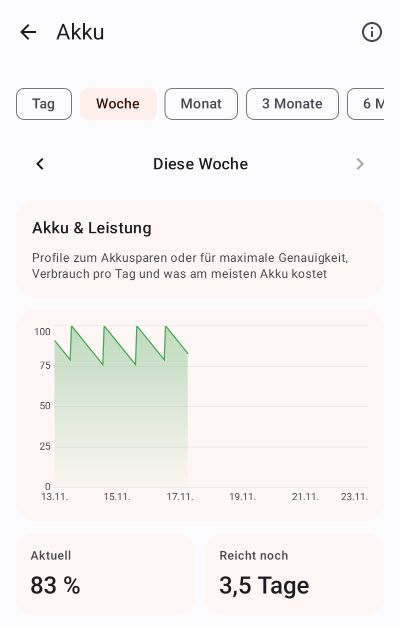 Akku
Tag
Woche
Monat
3 Monate
6 M
Diese Woche
Akku & Leistung
Profile zum Akkusparen oder für maximale Genauigkeit,
Verbrauch pro Tag und was am meisten Akku kostet
100
75
50
25
0
13.11.
15.11.
17.11.
19.11.
21.11.
23.11.
Aktuell
83 %
Reicht noch
3,5 Tage